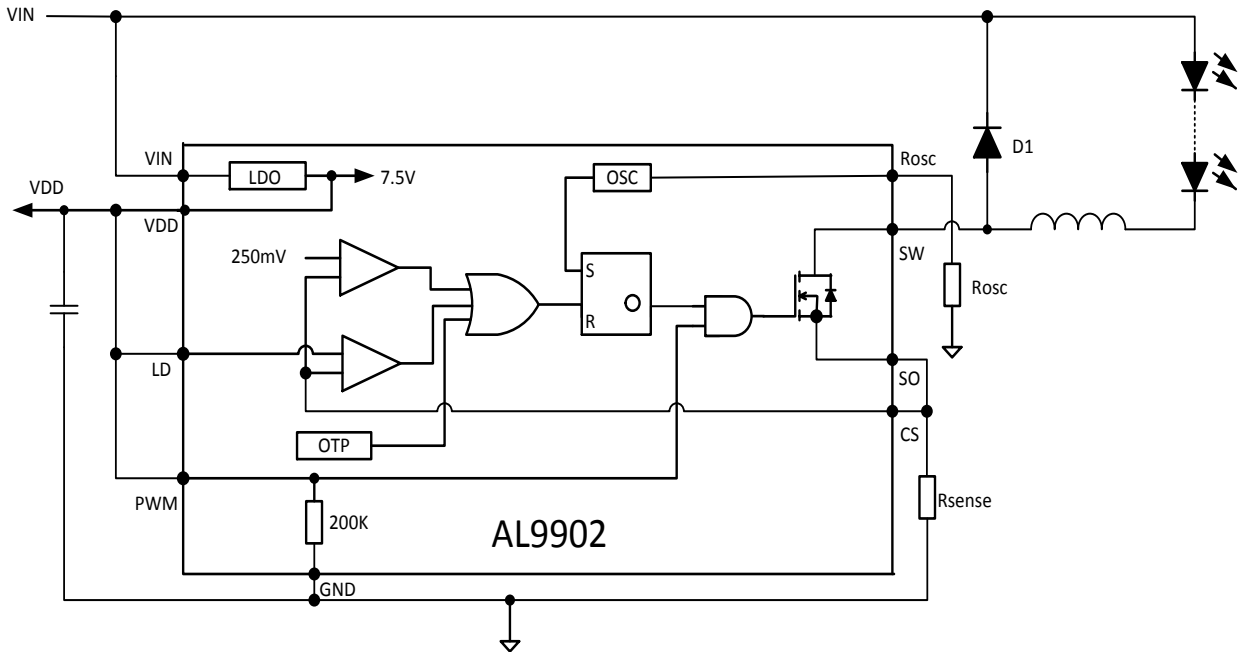 VIN
D1
VIN
LDO
7.5V
OSC
Rosc
VDD
VDD
250mV
SW
S
R
O
Rosc
LD
SO
CS
OTP
PWM
200K
Rsense
AL9902
GND